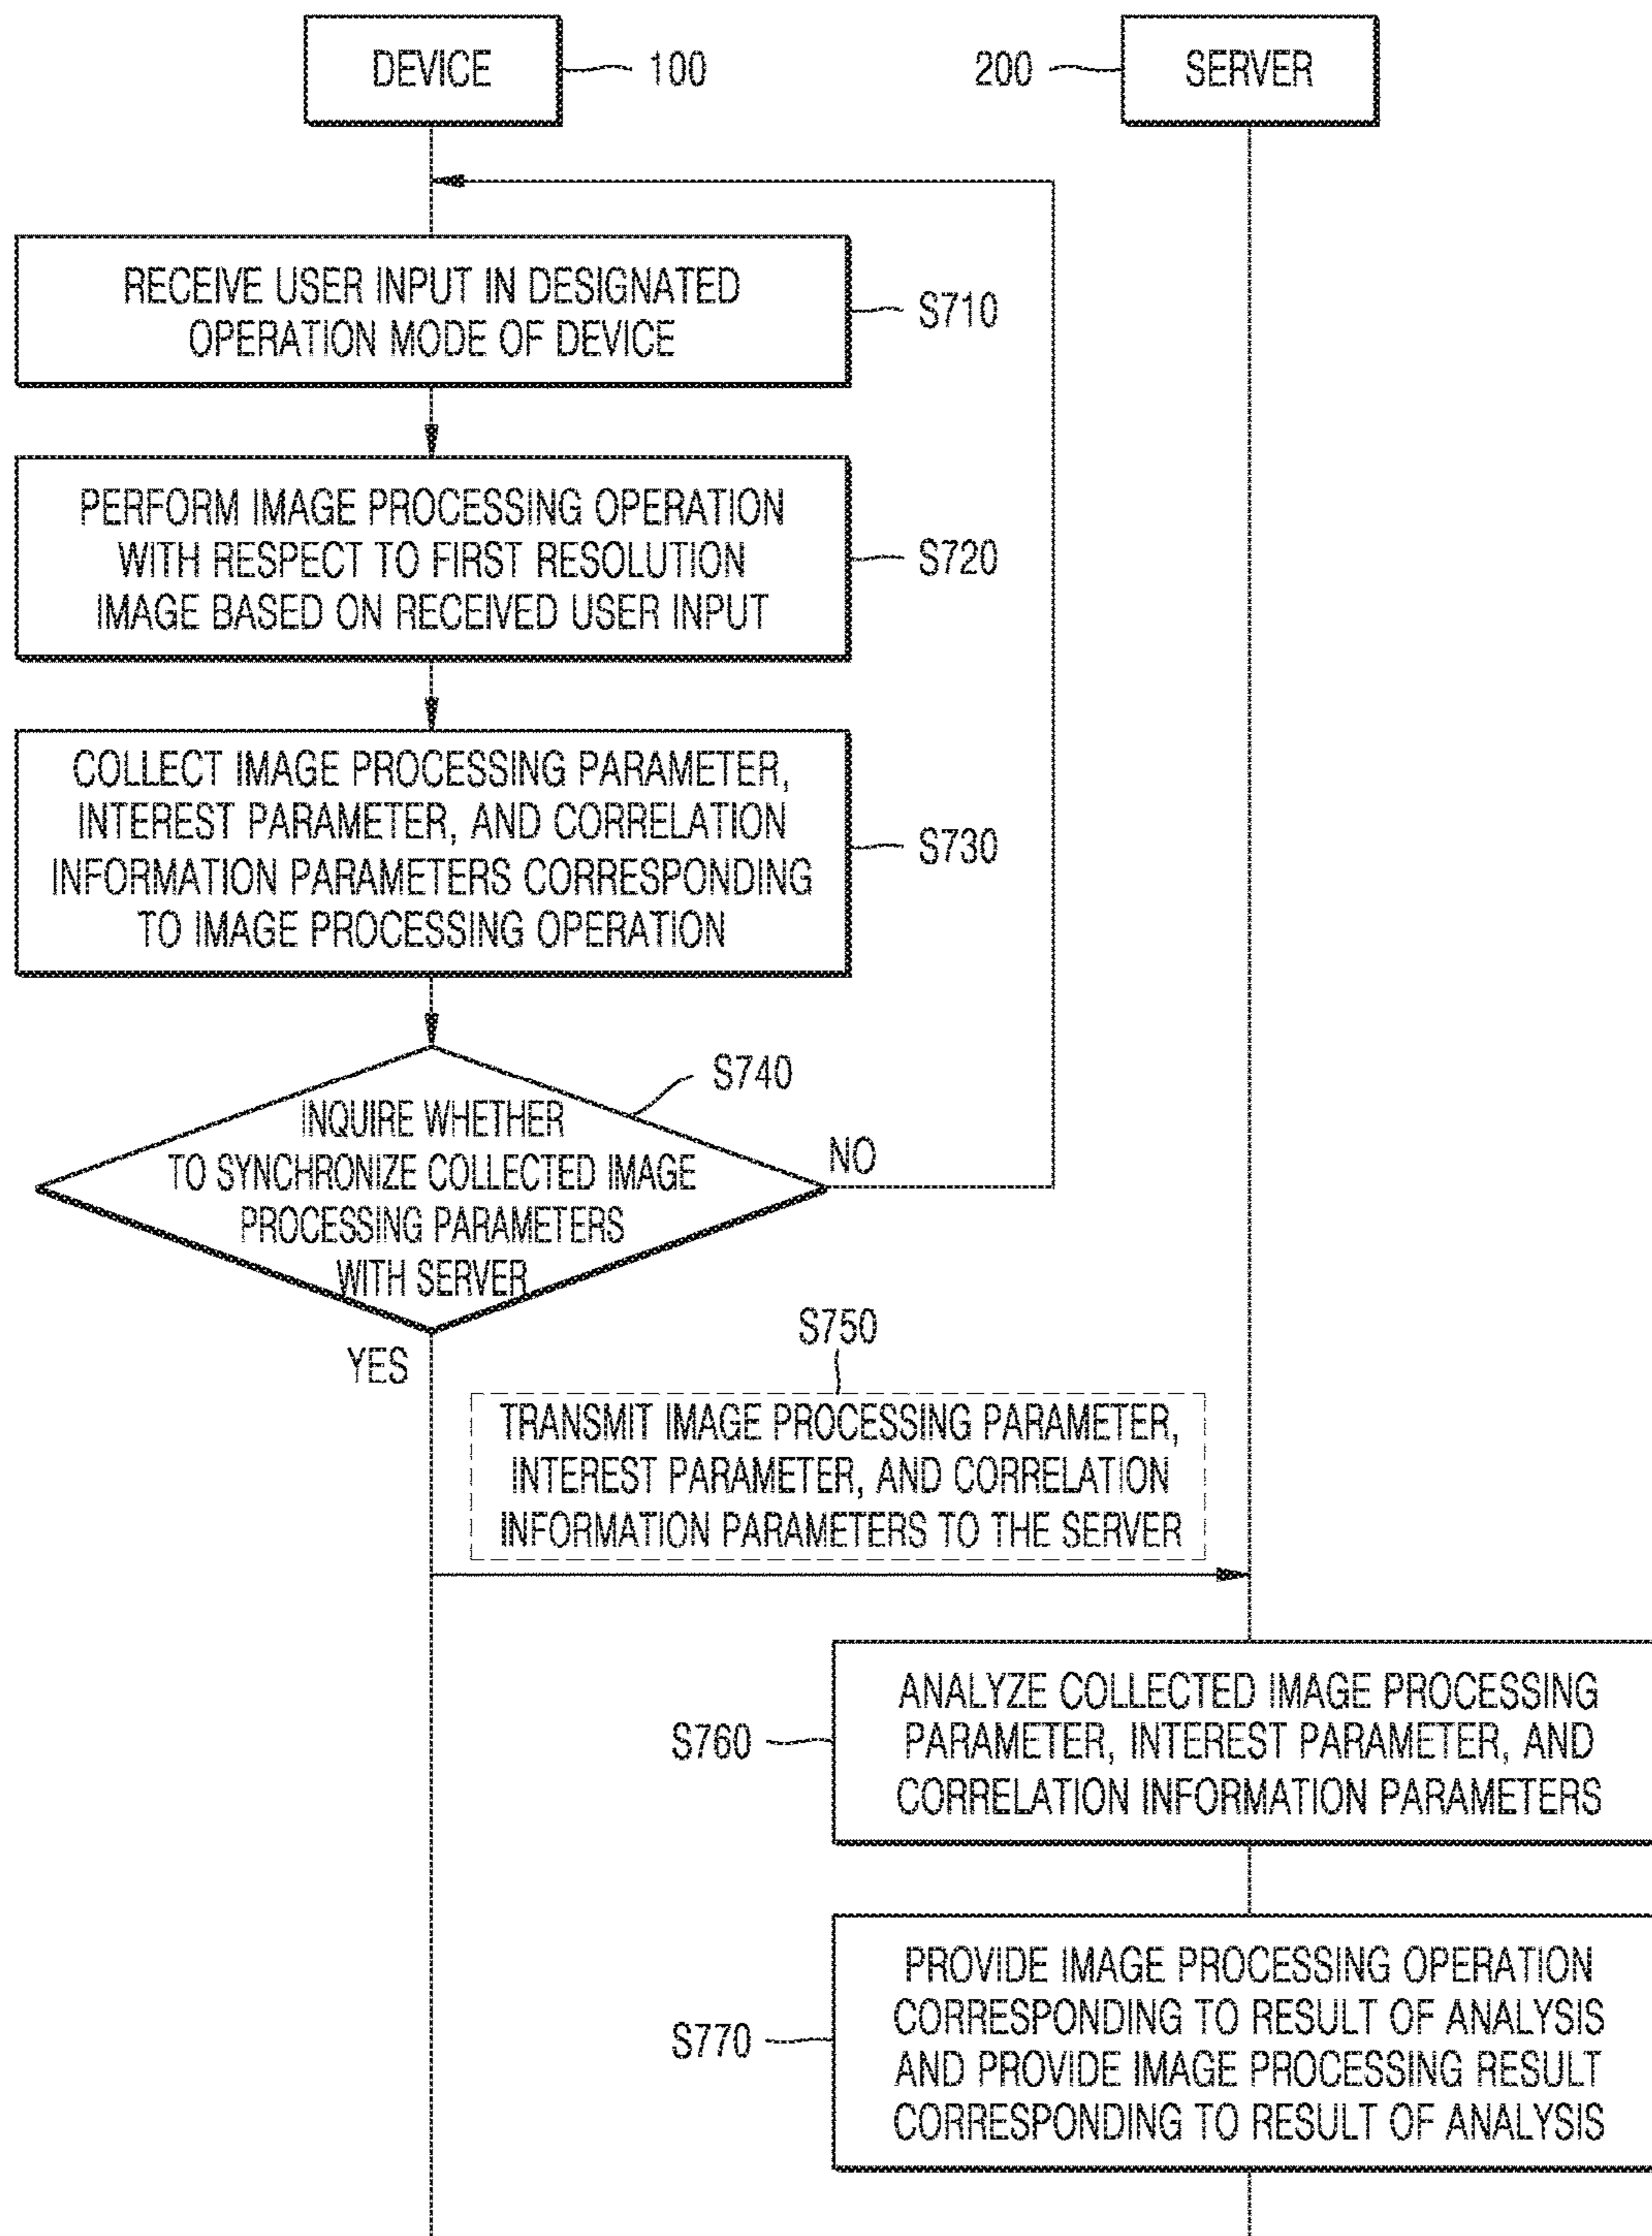 DEVICE
100
200
SERVER
RECEIVE USER INPUT IN DESIGNATED
OPERATION MODE OF DEVICE
S710
PERFORM IMAGE PROCESSING OPERATION
WITH RESPECT TO FIRST RESOLUTION
IMAGE BASED ON RECEIVED USER INPUT
S720
COLLECT IMAGE PROCESSING PARAMETER,
INTEREST PARAMETER, AND CORRELATION
INFORMATION PARAMETERS CORRESPONDING
TO IMAGE PROCESSING OPERATION
S730
S740
INQUIRE WHETHER
TO SYNCHRONIZE COLLECTED IMAGE
PROCESSING PARAMETERS
WITH SERVER
NO
YES
S750
TRANSMIT IMAGE PROCESSING PARAMETER,
INTEREST PARAMETER, AND CORRELATION
INFORMATION PARAMETERS TO THE SERVER
S760
ANALYZE COLLECTED IMAGE PROCESSING
PARAMETER, INTEREST PARAMETER, AND
CORRELATION INFORMATION PARAMETERS
S770
PROVIDE IMAGE PROCESSING OPERATION
CORRESPONDING TO RESULT OF ANALYSIS
AND PROVIDE IMAGE PROCESSING RESULT
CORRESPONDING TO RESULT OF ANALYSIS